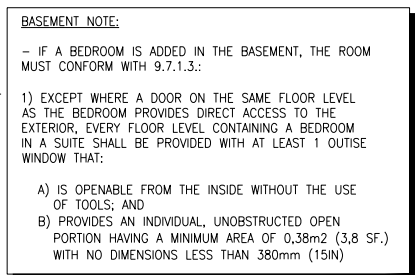 BASEMENT NOTE:
– IF A BEDROOM IS ADDED IN THE BASEMENT, THE ROOM
MUST CONFORM WITH 9.7.1.3.:
1) EXCEPT WHERE A DOOR ON THE SAME FLOOR LEVEL
AS THE BEDROOM PROVIDES DIRECT ACCESS TO THE
EXTERIOR, EVERY FLOOR LEVEL CONTAINING A BEDROOM
IN A SUITE SHALL BE PROVIDED WITH AT LEAST 1 OUTISE
WINDOW THAT:
A) IS OPENABLE FROM THE INSIDE WITHOUT THE USE
OF TOOLS; AND
B) PROVIDES AN INDIVIDUAL, UNOBSTRUCTED OPEN
PORTION HAVING A MINIMUM AREA OF 0,38m2 (3,8 SF.)
WITH NO DIMENSIONS LESS THAN 380mm (15IN)